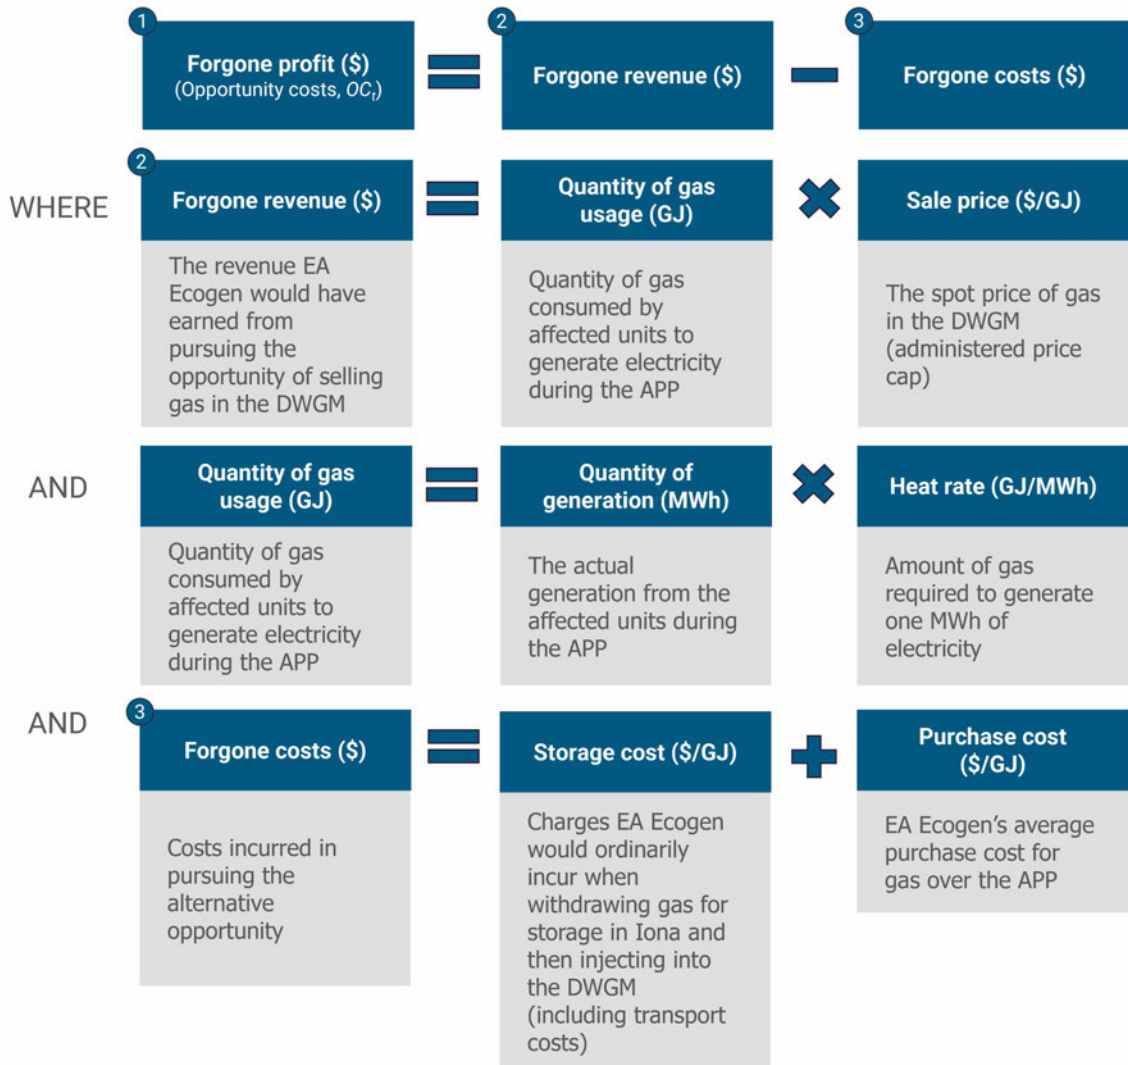 1
Forgone profit ($)
(Opportunity costs, OCt)
2
Forgone revenue ($)
3
Forgone costs ($)
WHERE
2
Forgone revenue ($)
Quantity of gas
usage (GJ)
Sale price ($/GJ)
The revenue EA
Ecogen would have
earned from
pursuing the
opportunity of selling
gas in the DWGM
Quantity of gas
consumed by
affected units to
generate electricity
during the APP
The spot price of gas
in the DWGM
(administered price
cap)
AND
Quantity of gas
usage (GJ)
Quantity of
generation (MWh)
Heat rate (GJ/MWh)
Quantity of gas
consumed by
affected units to
generate electricity
during the APP
The actual
generation from the
affected units during
the APP
Amount of gas
required to generate
one MWh of
electricity
AND
3
Forgone costs ($)
Storage cost ($/GJ)
Purchase cost
($/GJ)
Costs incurred in
pursuing the
alternative
opportunity
Charges EA Ecogen
would ordinarily
incur when
withdrawing gas for
storage in Iona and
then injecting into
the DWGM
(including transport
costs)
EA Ecogen's average
purchase cost for
gas over the APP